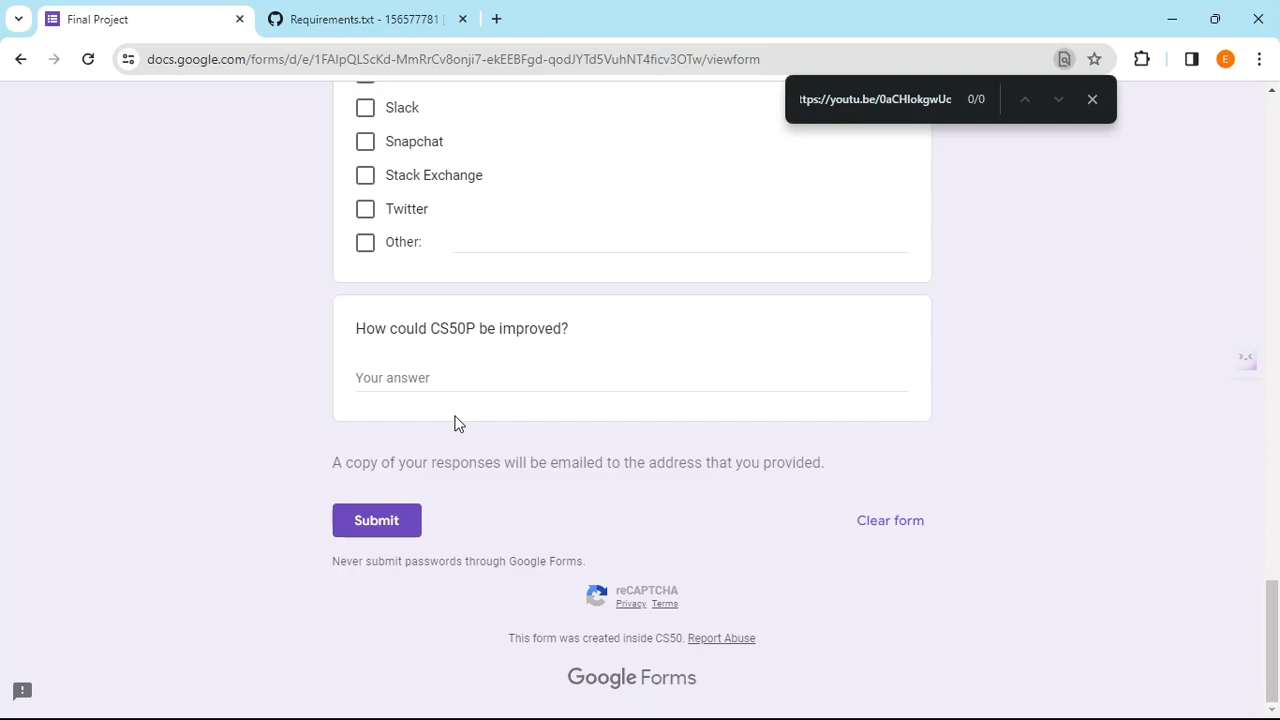 Final Project
Requirements.txt - 156577781
docs.google.com/forms/d/e/1FAIpQLScKd-MmRrCv8onji7-ekEEBFgd-qodJYTd5VuhNT4ficv3OTw/viewform
E
ttps://youtu.be/0aCHIokgwUc
0/0
Slack
Snapchat
Stack Exchange
Twitter
Other:
How could CS50P be improved?
Your answer
A copy of your responses will be emailed to the address that you provided.
Submit
Clear form
Never submit passwords through Google Forms.
reCAPTCHA
Privacy Terms
This form was created inside CS50. Report Abuse
Google Forms